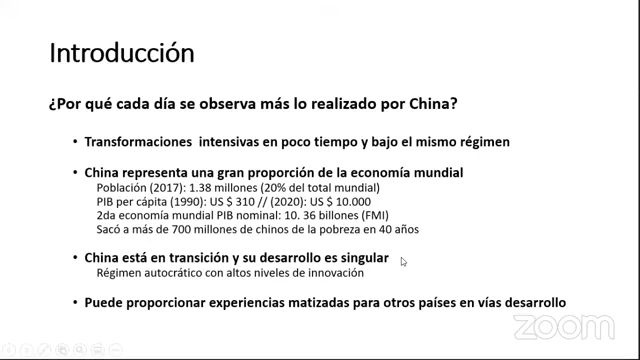 Introducción
¿Por qué cada día se observa más lo realizado por China?
• Transformaciones intensivas en poco tiempo y bajo el mismo régimen
• China representa una gran proporción de la economía mundial
Población (2017): 1.38 millones (20% del total mundial)
PIB per cápita (1990): US $ 310 // (2020): US $ 10.000
2da economía mundial PIB nominal: 10. 36 billones (FMI)
Sacó a más de 700 millones de chinos de la pobreza en 40 años
• China está en transición y su desarrollo es singular
Régimen autocrático con altos niveles de innovación
• Puede proporcionar experiencias matizadas para otros países en vías desarrollo
zoom